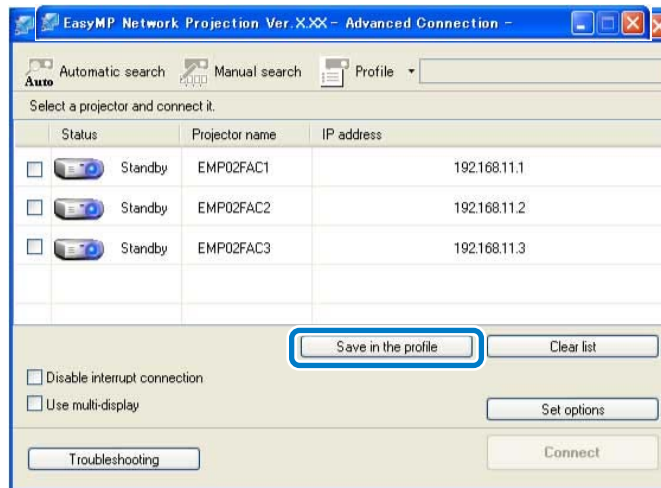 EasyMP Network Projection Ver.X.XX - Advanced Connection -
Auto Automatic search Manual search Profile
Select a projector and connect it.
Status Projector name IP address
Standby EMP02FAC1 192.168.11.1
Standby EMP02FAC2 192.168.11.2
Standby EMP02FAC3 192.168.11.3
Save in the profile Clear list
Disable interrupt connection
Use multi-display
Set options
Troubleshooting Connect